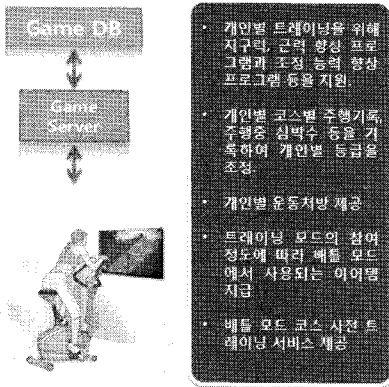 Game DB
Game
Server
• 개인별 트레이닝을 위해
지구력, 근력 향상 프로
그램과 조정 능력 향상
프로그램 등을 지원.
• 개인별 코스별 주행기록,
주행중 심박수 등을 기
록하여 개인별 등급을
조정.
• 개인별 운동처방 제공
• 트레이닝 모드의 참여
정도에 따라 배틀 모드
에서 사용되는 아이템
지급
• 배틀 모드 코스 사전 트
레이닝 서비스 제공